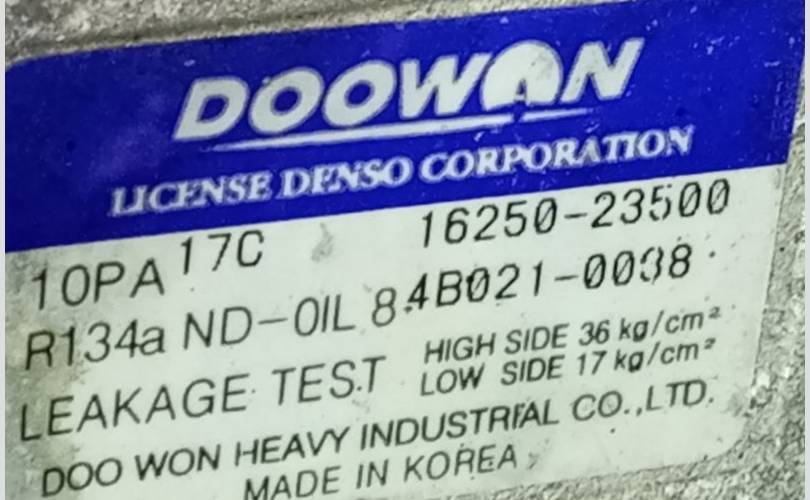 DOOWON
LICENSE DENSO CORPORATION
10PA17C 16250-23500
R134a ND-OIL 8 4B021-0038
LEAKAGE TEST HIGH SIDE 36 kg/cm²
LOW SIDE 17 kg/cm²
DOO WON HEAVY INDUSTRIAL CO.,LTD.
MADE IN KOREA